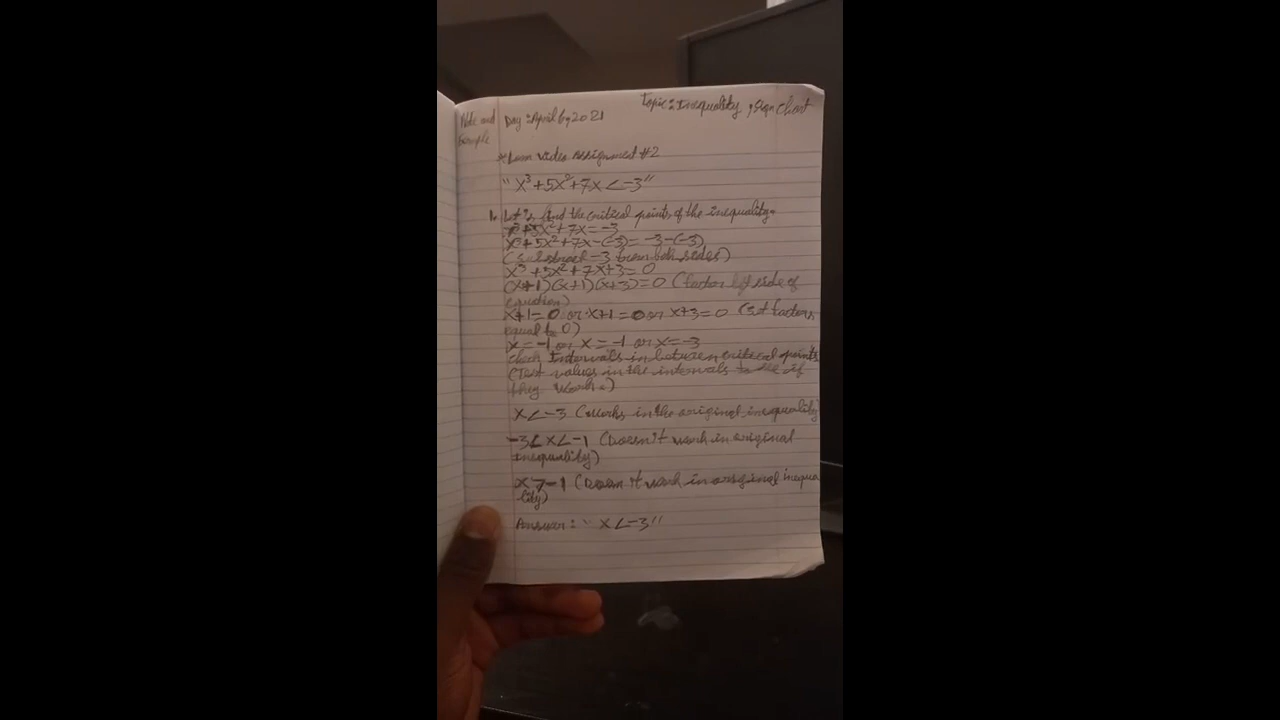 Topic: Inequality, Sign Chart
Note and
Example
Day: April 6, 2021
*Loom Video Assignment #2
"x³+5x²+7x<-3"
1. Let's find the critical points of the inequality.
x³+5x²+7x=-3
x³+5x²+7x-(-3)=-3-(-3)
(Subtract -3 from both sides)
x³+5x²+7x+3=0
(x+1)(x+1)(x+3)=0 (factor left side of
equation)
x+1=0 or x+1=0 or x+3=0 (set factors
equal to 0)
x=-1 or x=-1 or x=-3
Check Intervals in between critical points
(Test values in the intervals to see if
they work.)
x<-3 (Works in the original inequality)
-3<x<-1 (Doesn't work in original
inequality)
x>-1 (Doesn't work in original inequa
lity)
Answer: "x<-3"